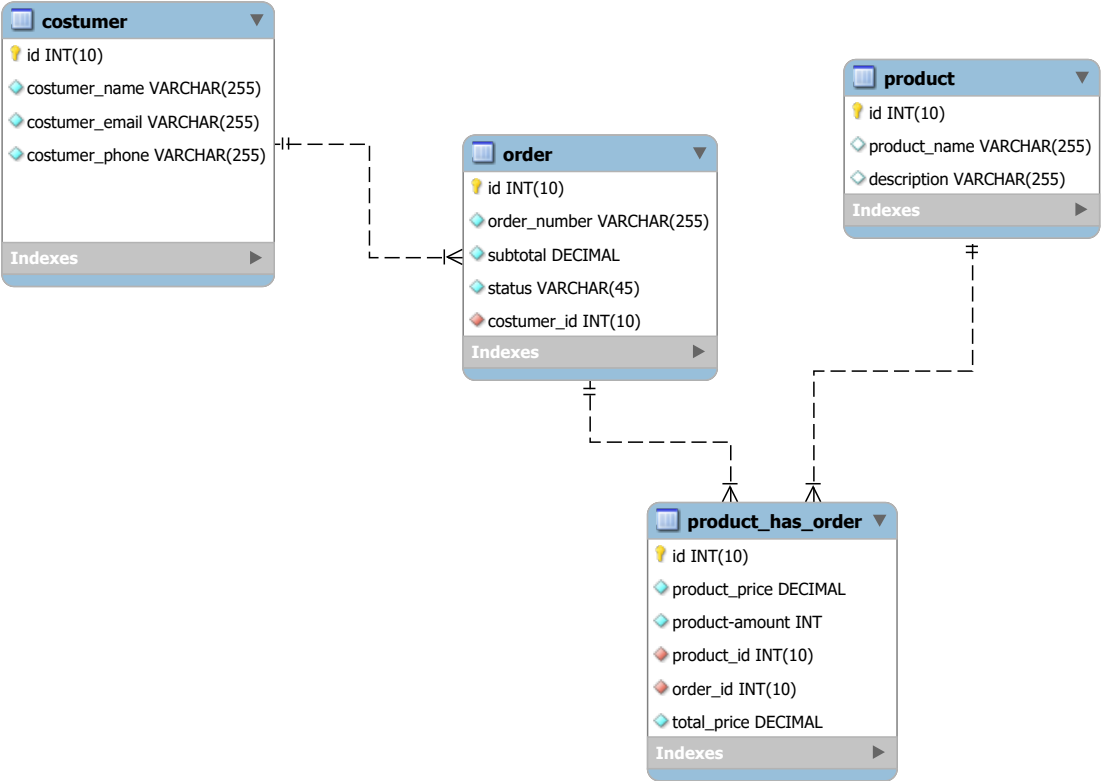 costumer
id INT(10)
costumer_name VARCHAR(255)
costumer_email VARCHAR(255)
costumer_phone VARCHAR(255)
Indexes
order
id INT(10)
order_number VARCHAR(255)
subtotal DECIMAL
status VARCHAR(45)
costumer_id INT(10)
Indexes
product
id INT(10)
product_name VARCHAR(255)
description VARCHAR(255)
Indexes
product_has_order
id INT(10)
product_price DECIMAL
product-amount INT
product_id INT(10)
order_id INT(10)
total_price DECIMAL
Indexes